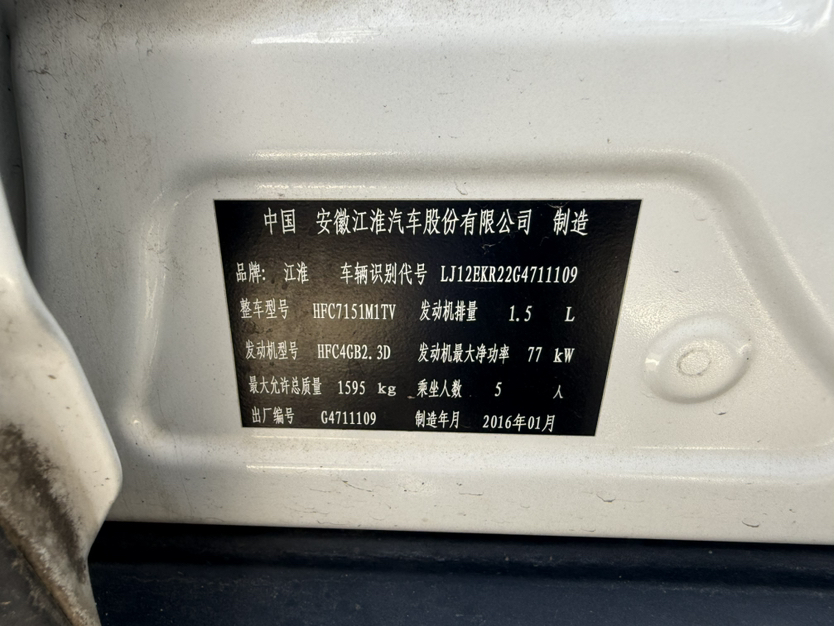 中国 安徽江淮汽车股份有限公司 制造
品牌: 江淮 车辆识别代号 LJ12EKR22G4711109
整车型号 HFC7151M1TV 发动机排量 1.5 L
发动机型号 HFC4GB2.3D 发动机最大净功率 77 kW
最大允许总质量 1595 kg 乘坐人数 5 人
出厂编号 G4711109 制造年月 2016年01月